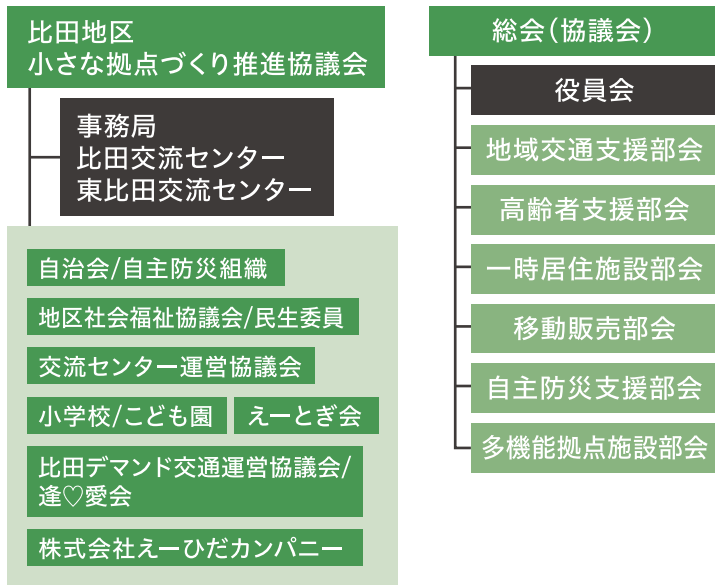 比田地区
小さな拠点づくり推進協議会
事務局
比田交流センター
東比田交流センター
自治会/自主防災組織
地区社会福祉協議会/民生委員
交流センター運営協議会
小学校/こども園
えーとぎ会
比田デマンド交通運営協議会/
逢♡愛会
株式会社えーひだカンパニー
総会(協議会)
役員会
地域交通支援部会
高齢者支援部会
一時居住施設部会
移動販売部会
自主防災支援部会
多機能拠点施設部会